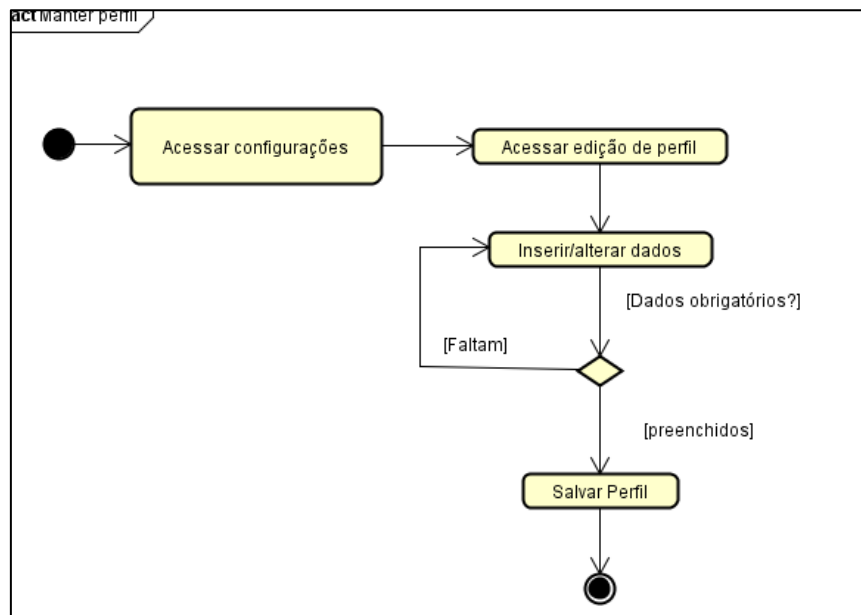 act Manter perfil
Acessar configurações
Acessar edição de perfil
Inserir/alterar dados
[Dados obrigatórios?]
[Faltam]
[preenchidos]
Salvar Perfil